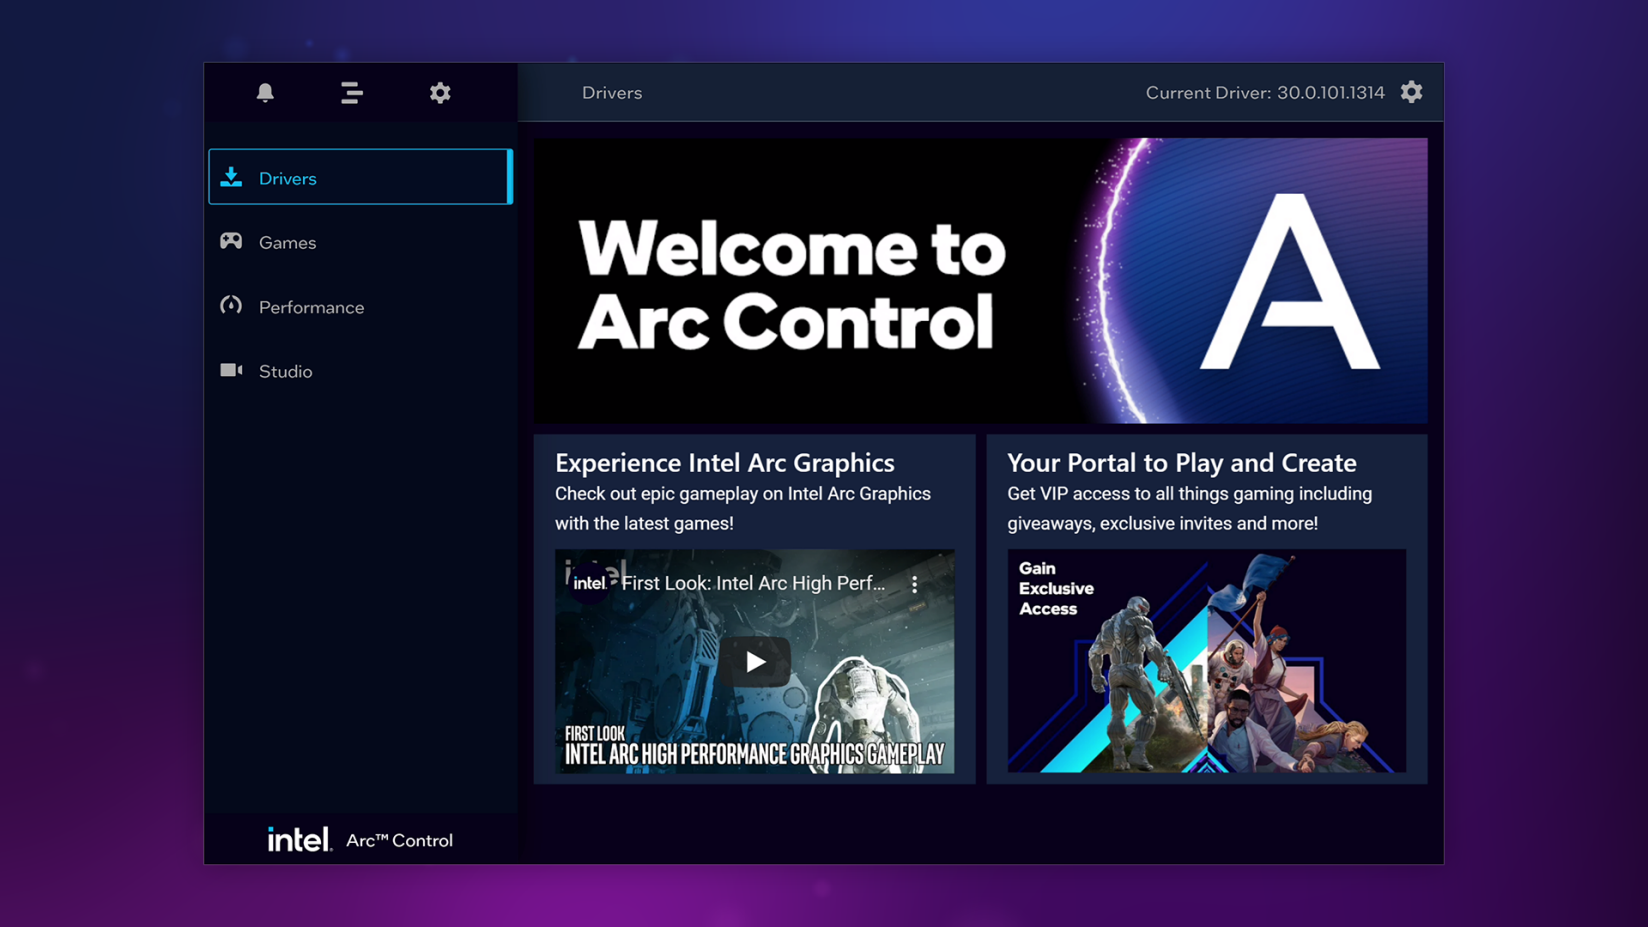 Drivers
Current Driver: 30.0.101.1314
Drivers
Games
Performance
Studio
intel. Arc™ Control
Welcome to
Arc Control
Experience Intel Arc Graphics
Check out epic gameplay on Intel Arc Graphics
with the latest games!
intel
intel. First Look: Intel Arc High Perf...
FIRST LOOK
INTEL ARC HIGH PERFORMANCE GRAPHICS GAMEPLAY
Your Portal to Play and Create
Get VIP access to all things gaming including
giveaways, exclusive invites and more!
Gain
Exclusive
Access